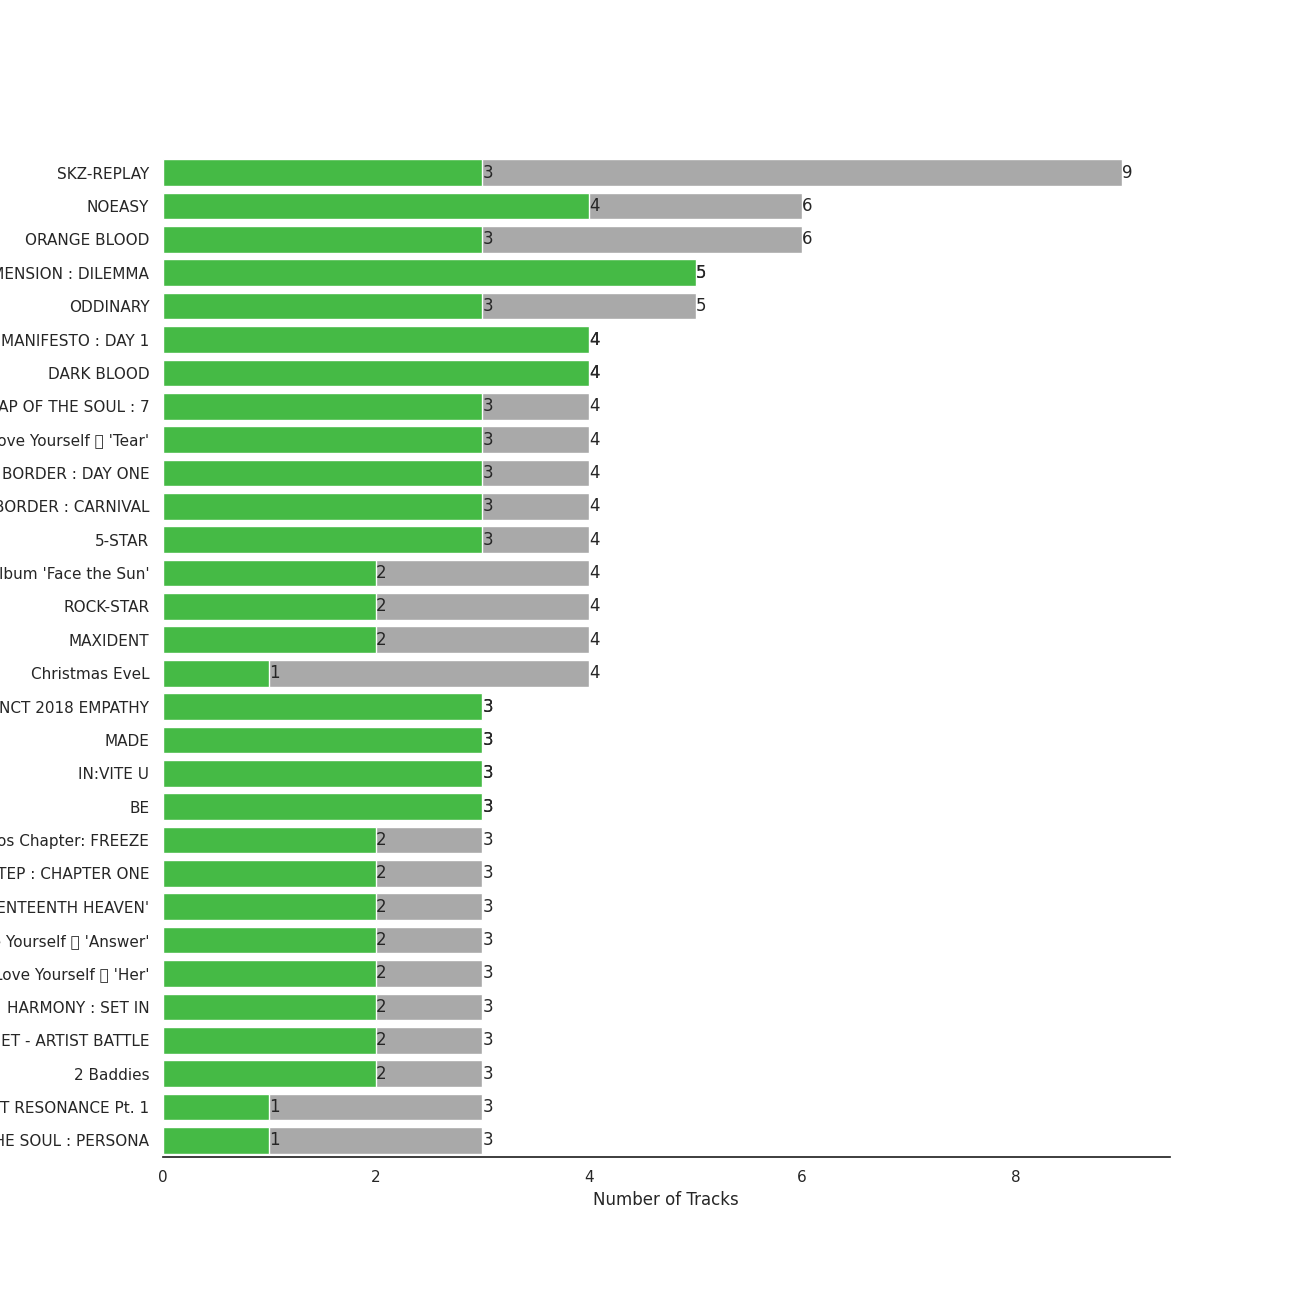 SKZ-REPLAY 3 9
NOEASY 4 6
ORANGE BLOOD 3 6
MENSION : DILEMMA 5
ODDINARY 3 5
MANIFESTO : DAY 1 4
DARK BLOOD 4
AP OF THE SOUL : 7 3 4
ove Yourself 'Tear' 3 4
BORDER : DAY ONE 3 4
BORDER : CARNIVAL 3 4
5-STAR 3 4
lbum 'Face the Sun' 2 4
ROCK-STAR 2 4
MAXIDENT 2 4
Christmas EveL 1 4
NCT 2018 EMPATHY 3
MADE 3
IN:VITE U 3
BE 3
os Chapter: FREEZE 2 3
TEP : CHAPTER ONE 2 3
ENTEENTH HEAVEN' 2 3
Yourself 'Answer' 2 3
Love Yourself 'Her' 2 3
HARMONY : SET IN 2 3
ET - ARTIST BATTLE 2 3
2 Baddies 2 3
T RESONANCE Pt. 1 1 3
HE SOUL : PERSONA 1 3
0 2 4 6 8
Number of Tracks